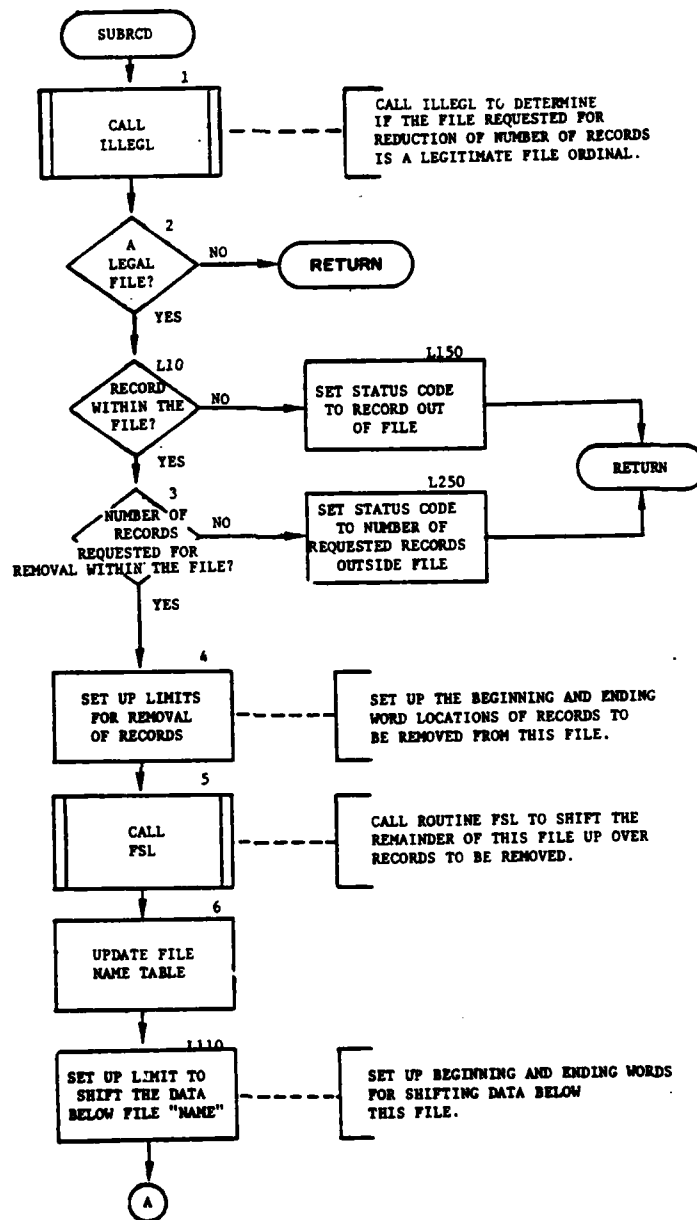 SUBRCD
1
CALL
ILLEGL
CALL ILLEGL TO DETERMINE
IF THE FILE REQUESTED FOR
REDUCTION OF NUMBER OF RECORDS
IS A LEGITIMATE FILE ORDINAL.
2
A
LEGAL
FILE?
NO
RETURN
YES
L10
RECORD
WITHIN THE
FILE?
NO
L150
SET STATUS CODE
TO RECORD OUT
OF FILE
RETURN
YES
3
NUMBER OF
RECORDS
REQUESTED FOR
REMOVAL WITHIN THE FILE?
NO
L250
SET STATUS CODE
TO NUMBER OF
REQUESTED RECORDS
OUTSIDE FILE
YES
4
SET UP LIMITS
FOR REMOVAL
OF RECORDS
SET UP THE BEGINNING AND ENDING
WORD LOCATIONS OF RECORDS TO
BE REMOVED FROM THIS FILE.
5
CALL
FSL
CALL ROUTINE FSL TO SHIFT THE
REMAINDER OF THIS FILE UP OVER
RECORDS TO BE REMOVED.
6
UPDATE FILE
NAME TABLE
L110
SET UP LIMIT TO
SHIFT THE DATA
BELOW FILE "NAME"
SET UP BEGINNING AND ENDING WORDS
FOR SHIFTING DATA BELOW
THIS FILE.
A